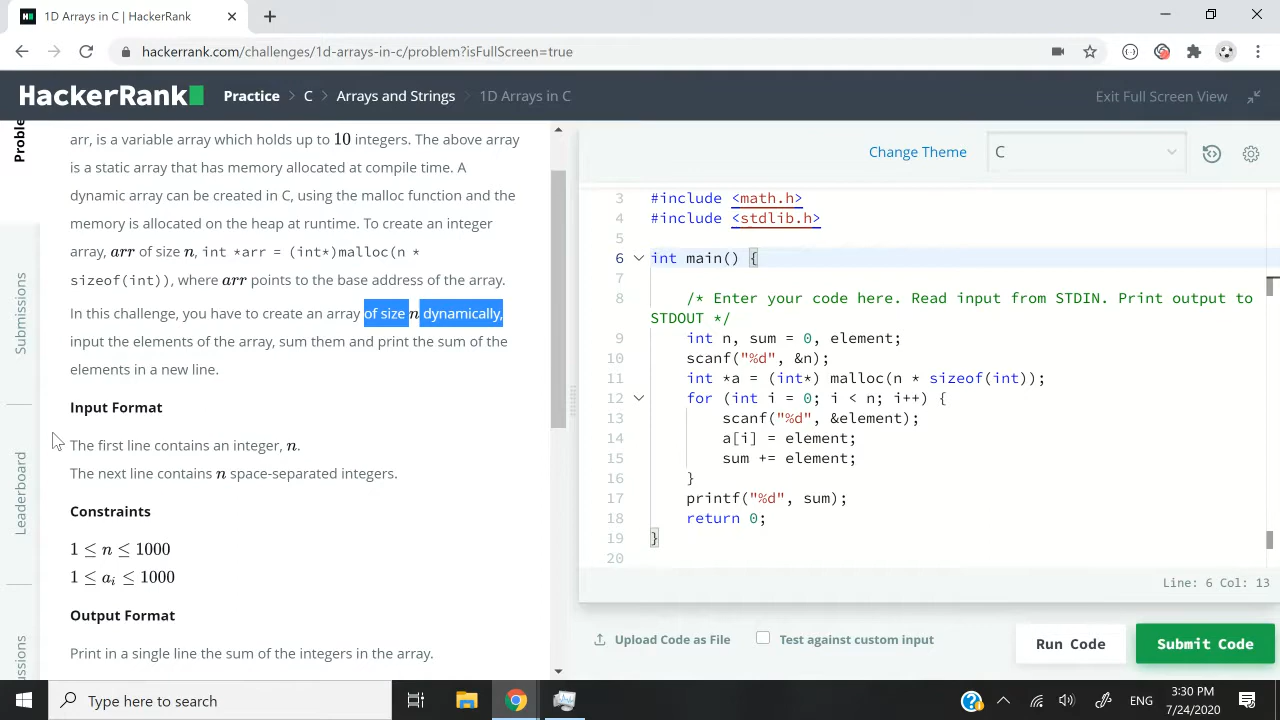 1D Arrays in C | HackerRank
hackerrank.com/challenges/1d-arrays-in-c/problem?isFullScreen=true
HackerRank
Practice > C > Arrays and Strings > 1D Arrays in C
Exit Full Screen View
Proble
Submissions
Leaderboard
ssions
arr, is a variable array which holds up to 10 integers. The above array
is a static array that has memory allocated at compile time. A
dynamic array can be created in C, using the malloc function and the
memory is allocated on the heap at runtime. To create an integer
array, arr of size n, int *arr = (int*)malloc(n *
sizeof(int)), where arr points to the base address of the array.
In this challenge, you have to create an array of size n dynamically,
input the elements of the array, sum them and print the sum of the
elements in a new line.
Input Format
The first line contains an integer, n.
The next line contains n space-separated integers.
Constraints
1 ≤ n ≤ 1000
1 ≤ aᵢ ≤ 1000
Output Format
Print in a single line the sum of the integers in the array.
Change Theme
C
3 #include <math.h>
4 #include <stdlib.h>
5
6 int main() {
7
8 /* Enter your code here. Read input from STDIN. Print output to
STDOUT */
9 int n, sum = 0, element;
10 scanf("%d", &n);
11 int *a = (int*) malloc(n * sizeof(int));
12 for (int i = 0; i < n; i++) {
13 scanf("%d", &element);
14 a[i] = element;
15 sum += element;
16 }
17 printf("%d", sum);
18 return 0;
19 }
20
Line: 6 Col: 13
Upload Code as File
Test against custom input
Run Code
Submit Code
Type here to search
ENG
3:30 PM
7/24/2020